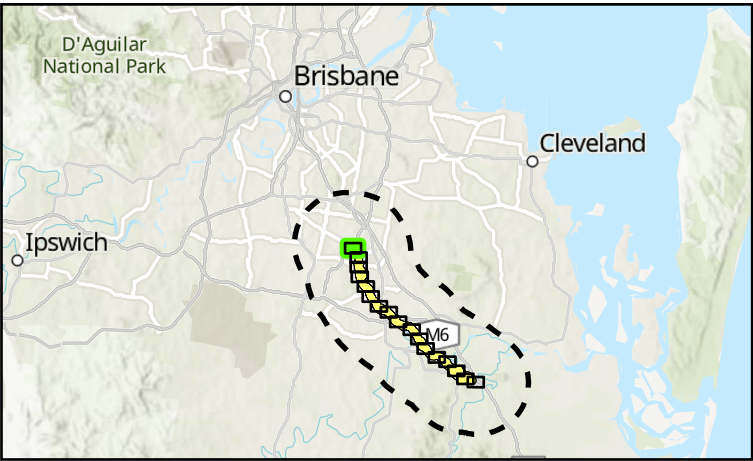 D'Aguilar
National Park
Brisbane
Cleveland
Ipswich
M6